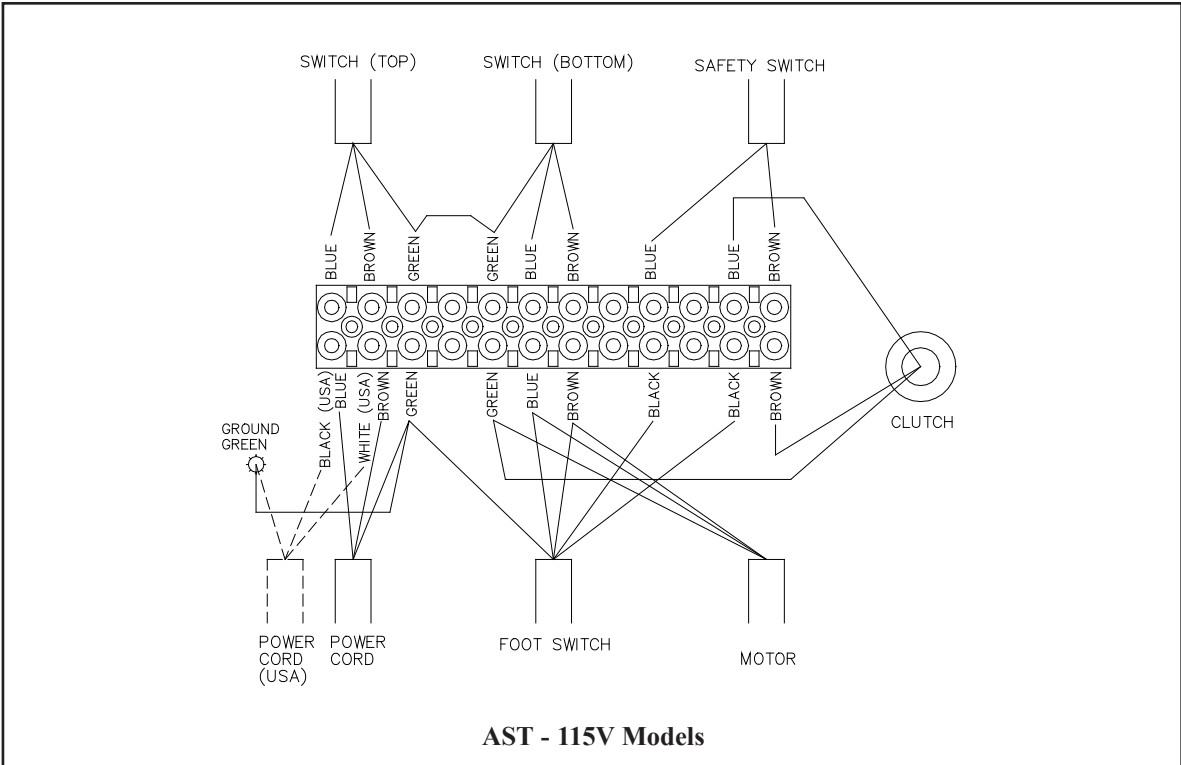 SWITCH (TOP)
SWITCH (BOTTOM)
SAFETY SWITCH
BLUE
BROWN
GREEN
GREEN
BLUE
BROWN
BLUE
BLUE
BROWN
BLACK (USA)
BLUE
WHITE (USA)
BROWN
GREEN
GREEN
BLUE
BROWN
BLACK
BLACK
BROWN
CLUTCH
GROUND
GREEN
POWER
CORD
(USA)
POWER
CORD
FOOT SWITCH
MOTOR
AST - 115V Models